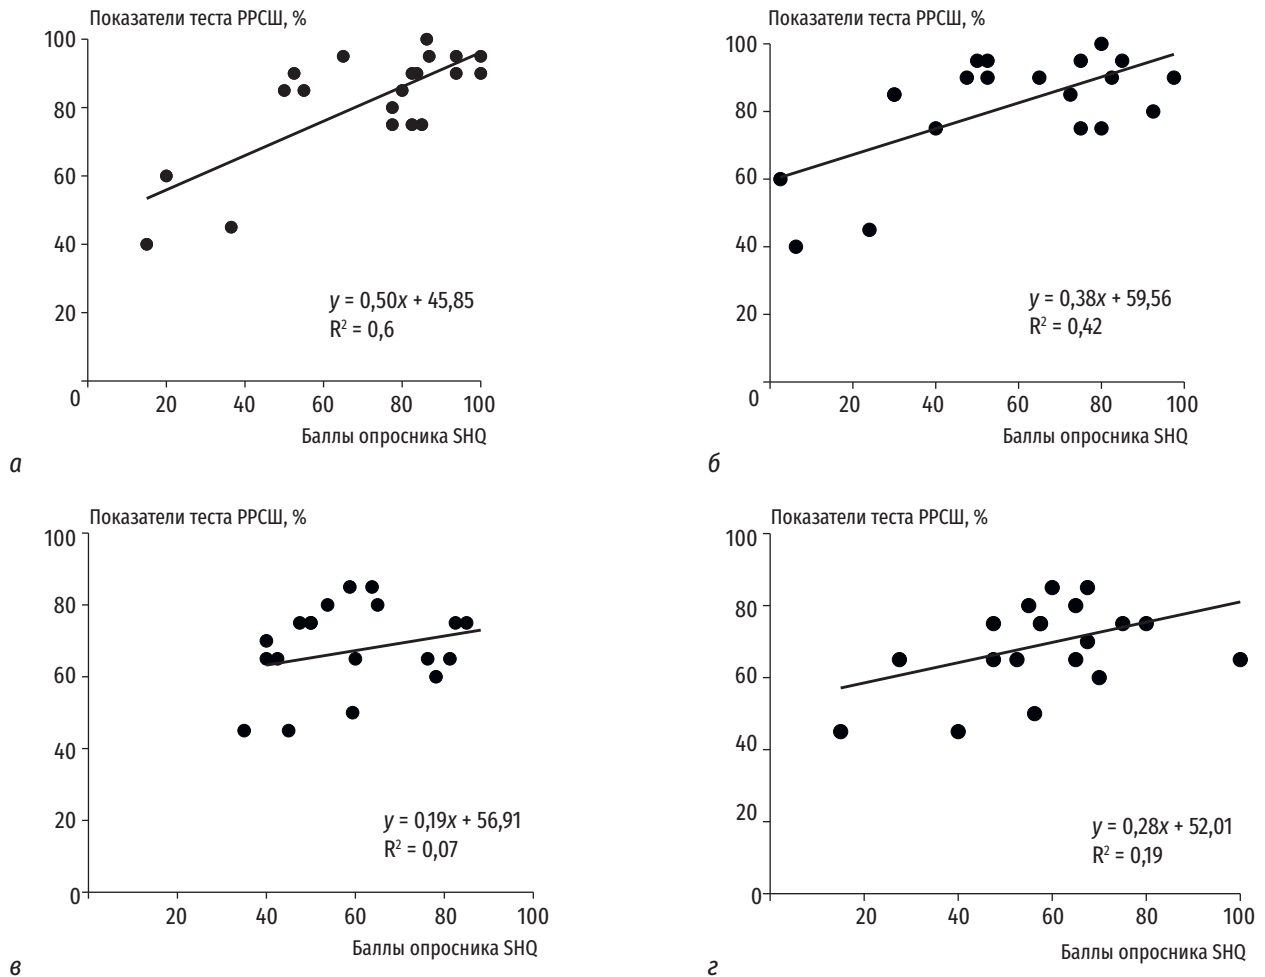 Показатели теста РРСШ, %
100
80
60
40
20
0
20 40 60 80 100
y = 0,50x + 45,85
R² = 0,6
Баллы опросника SHQ
а
Показатели теста РРСШ, %
100
80
60
40
20
0
20 40 60 80 100
y = 0,38x + 59,56
R² = 0,42
Баллы опросника SHQ
б
Показатели теста РРСШ, %
100
80
60
40
20
0
20 40 60 80 100
y = 0,19x + 56,91
R² = 0,07
Баллы опросника SHQ
в
Показатели теста РРСШ, %
100
80
60
40
20
0
20 40 60 80 100
y = 0,28x + 52,01
R² = 0,19
Баллы опросника SHQ
г